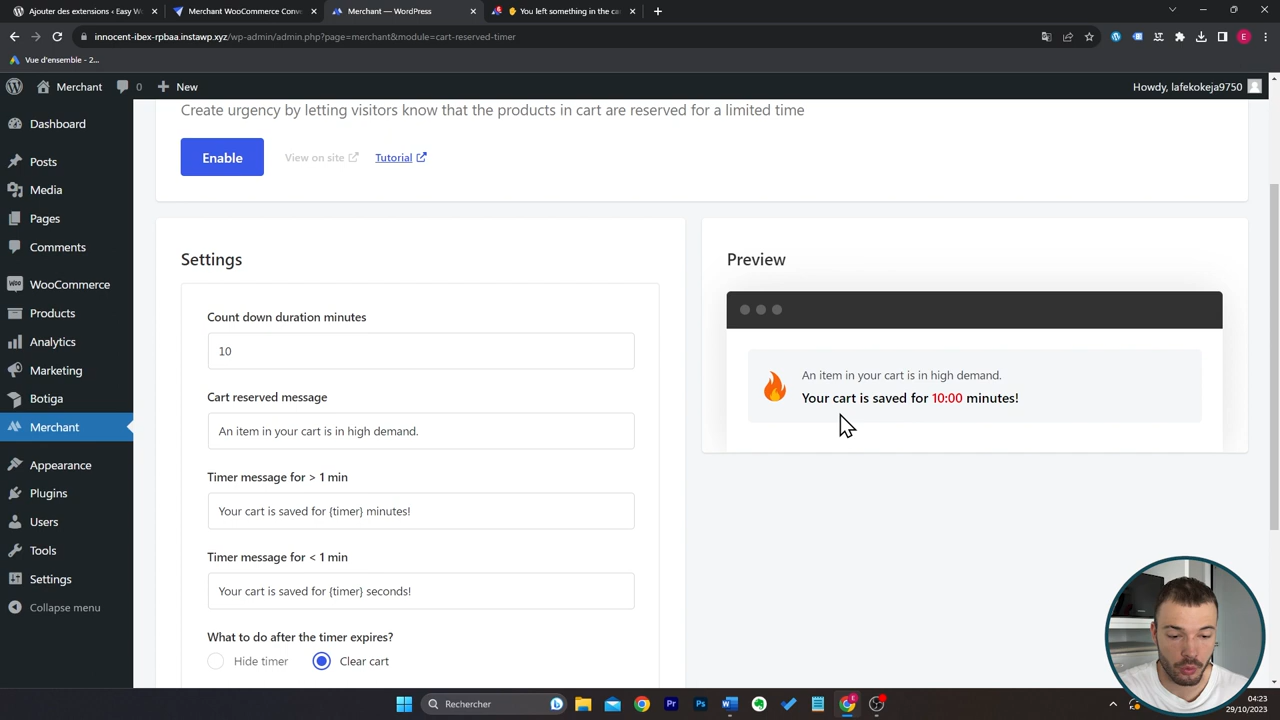 Ajouter des extensions ‹ Easy W
Merchant WooCommerce Conv
Merchant — WordPress
You left something in the ca
innocent-ibex-rpbaa.instawp.xyz/wp-admin/admin.php?page=merchant&module=cart-reserved-timer
Vue d'ensemble - 2...
Merchant
0
New
Howdy, lafekokeja9750
Dashboard
Posts
Media
Pages
Comments
WooCommerce
Products
Analytics
Marketing
Botiga
Merchant
Appearance
Plugins
Users
Tools
Settings
Collapse menu
Create urgency by letting visitors know that the products in cart are reserved for a limited time
Enable
View on site
Tutorial
Settings
Count down duration minutes
10
Cart reserved message
An item in your cart is in high demand.
Timer message for > 1 min
Your cart is saved for {timer} minutes!
Timer message for < 1 min
Your cart is saved for {timer} seconds!
What to do after the timer expires?
Hide timer
Clear cart
Preview
An item in your cart is in high demand.
Your cart is saved for 10:00 minutes!
Rechercher
04:23
29/10/2023